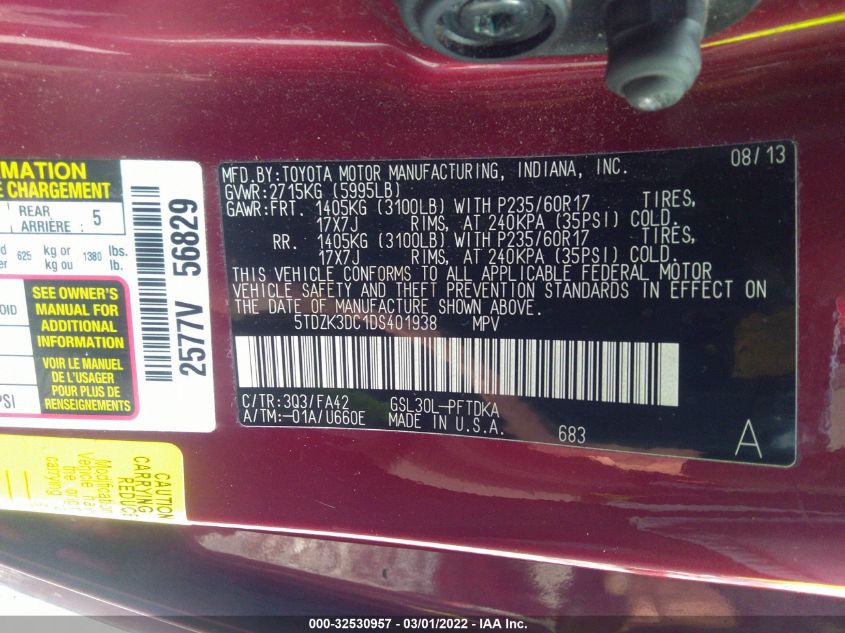 MFD.BY:TOYOTA MOTOR MANUFACTURING, INDIANA, INC. 08/13
GVWR:2715KG (5995LB)
GAWR:FRT. 1405KG (3100LB) WITH P235/60R17 TIRES,
17X7J RIMS, AT 240KPA (35PSI) COLD.
RR. 1405KG (3100LB) WITH P235/60R17 TIRES,
17X7J RIMS, AT 240KPA (35PSI) COLD.
THIS VEHICLE CONFORMS TO ALL APPLICABLE FEDERAL MOTOR
VEHICLE SAFETY AND THEFT PREVENTION STANDARDS IN EFFECT ON
THE DATE OF MANUFACTURE SHOWN ABOVE.
5TDZK3DC1DS401938 MPV
C/TR:3Q3/FA42 GSL30L-PFTDKA
A/TM:-01A/U660E MADE IN U.S.A.
683
A
CHARGEMENT
REAR
ARRIÈRE : 5
625 kg or 1380 lbs.
kg ou lb.
SEE OWNER'S
MANUAL FOR
ADDITIONAL
INFORMATION
VOIR LE MANUEL
DE L'USAGER
POUR PLUS DE
RENSEIGNEMENTS
2577V 56829
CAUTION
CARRYING
000-32530957 - 03/01/2022 - IAA Inc.